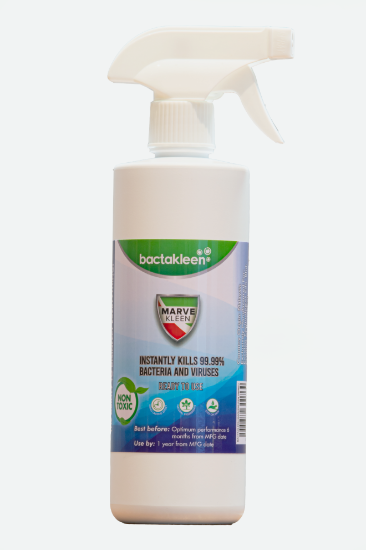 bactakleen
MARVE
KLEEN
INSTANTLY KILLS 99.99%
BACTERIA AND VIRUSES
READY TO USE
NON
TOXIC
Best before: Optimum performance 6
months from MFG date
Use by: 1 year from MFG date